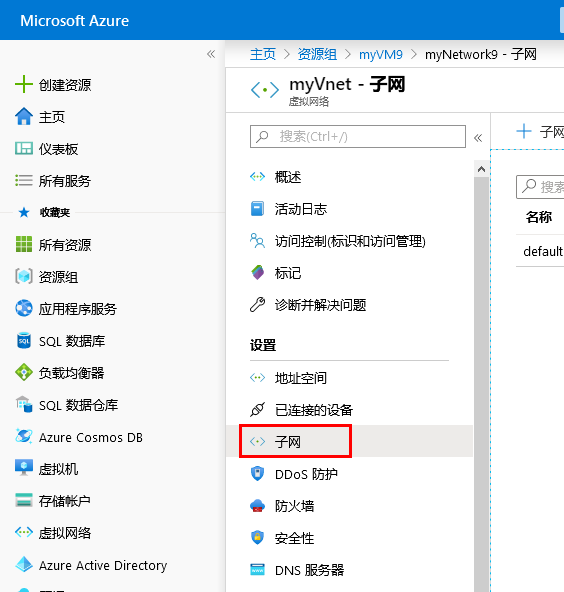 Microsoft Azure
«
创建资源
主页
仪表板
所有服务
收藏夹
所有资源
资源组
应用程序服务
SQL 数据库
负载均衡器
SQL 数据仓库
Azure Cosmos DB
虚拟机
存储帐户
虚拟网络
Azure Active Directory
主页 > 资源组 > myVM9 > myNetwork9 - 子网
myVnet - 子网
虚拟网络
搜索(Ctrl+/)
«
概述
活动日志
访问控制(标识和访问管理)
标记
诊断并解决问题
设置
地址空间
已连接的设备
子网
DDoS 防护
防火墙
安全性
DNS 服务器
+ 子网
搜索
名称
default